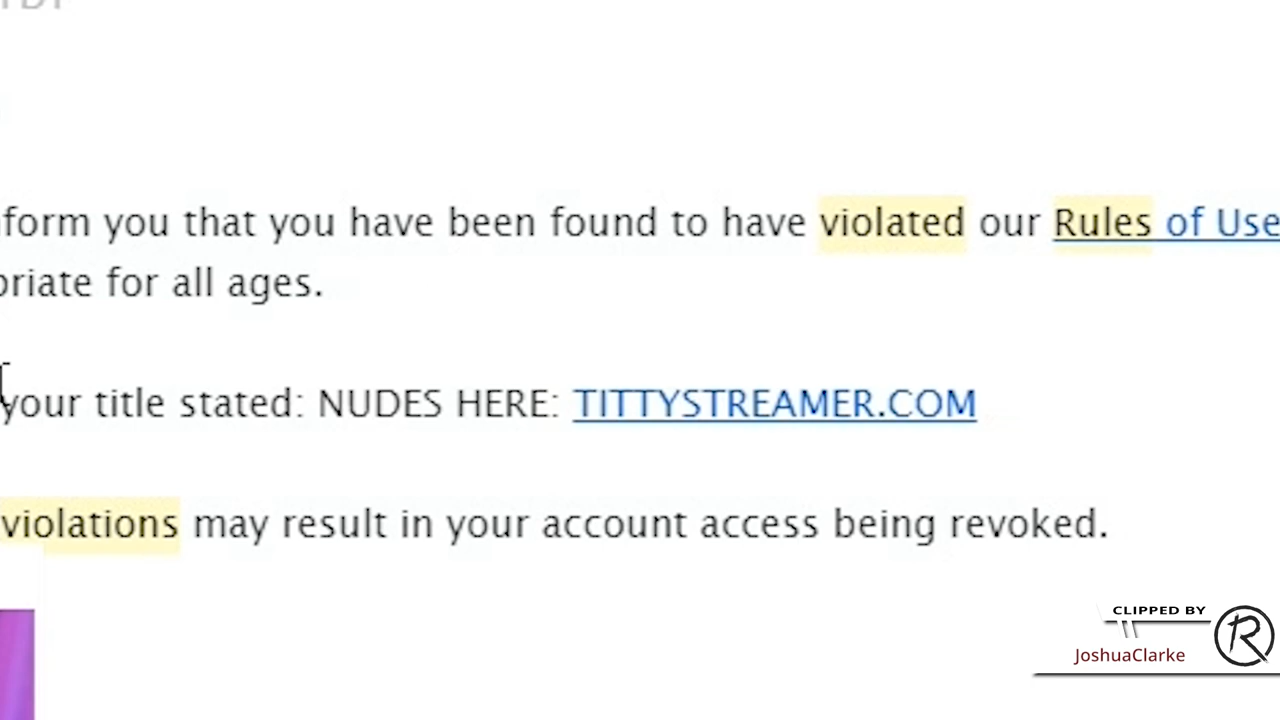 form you that you have been found to have violated our Rules of Use
priate for all ages.
your title stated: NUDES HERE: TITTYSTREAMER.COM
violations may result in your account access being revoked.
CLIPPED BY
R
JoshuaClarke